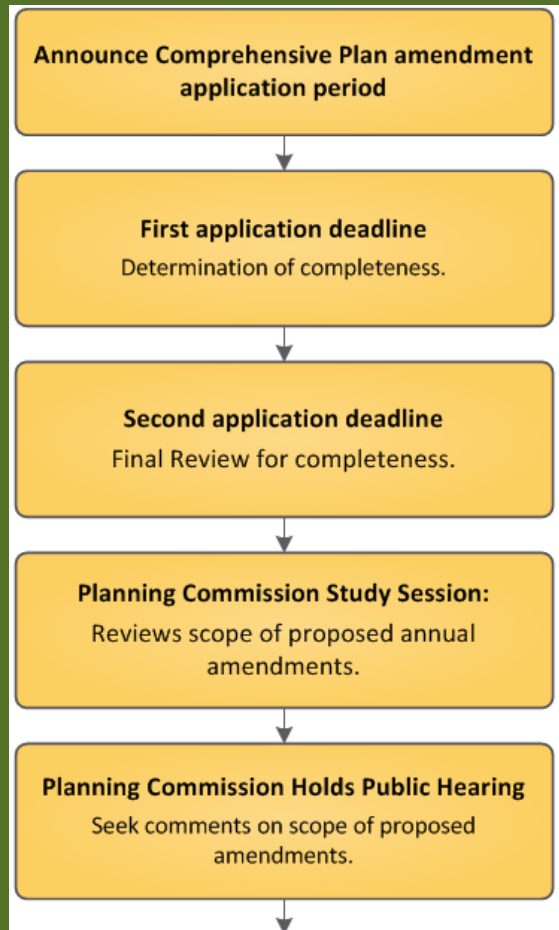 Announce Comprehensive Plan amendment
application period
First application deadline
Determination of completeness.
Second application deadline
Final Review for completeness.
Planning Commission Study Session:
Reviews scope of proposed annual
amendments.
Planning Commission Holds Public Hearing
Seek comments on scope of proposed
amendments.